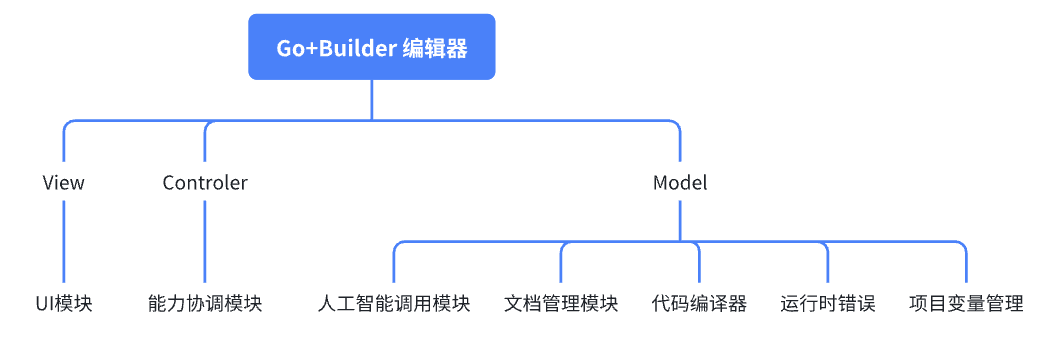 Go+Builder 编辑器
View
Controler
Model
UI模块
能力协调模块
人工智能调用模块
文档管理模块
代码编译器
运行时错误
项目变量管理